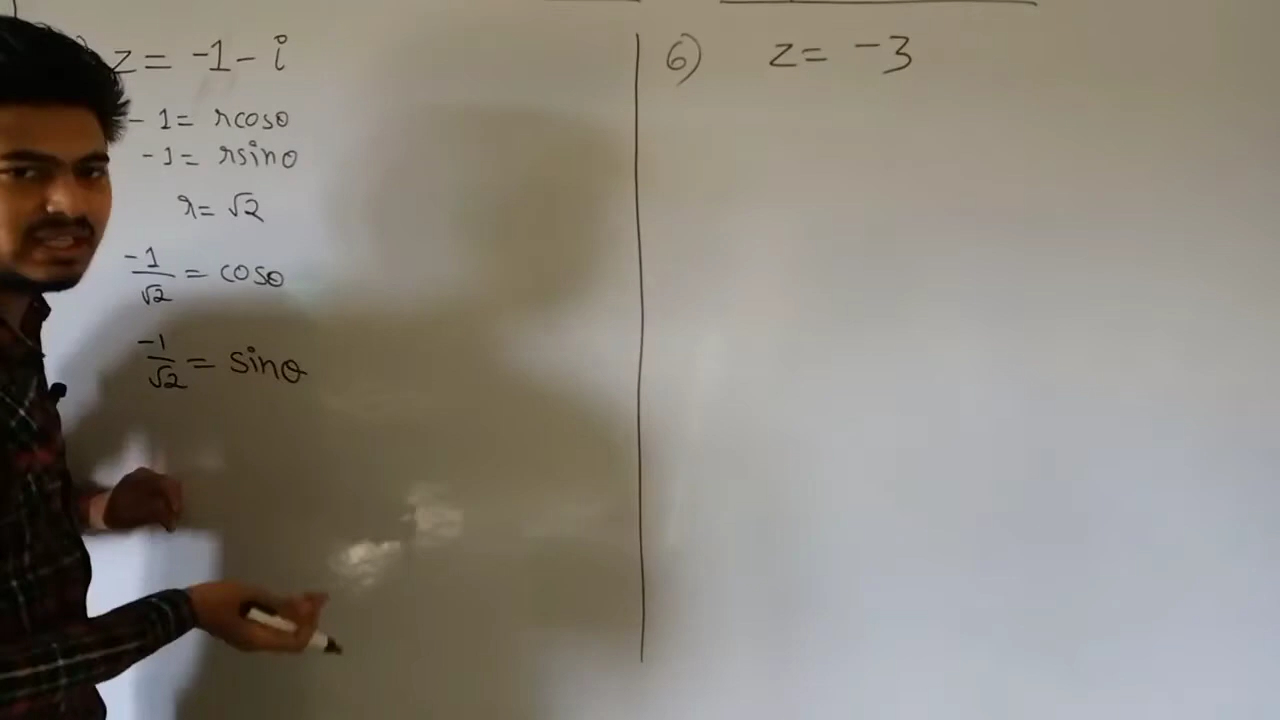 z = -1 - i
-1 = rcosθ
-1 = rsinθ
r = √2
-1/√2 = cosθ
-1/√2 = sinθ
6) z = -3